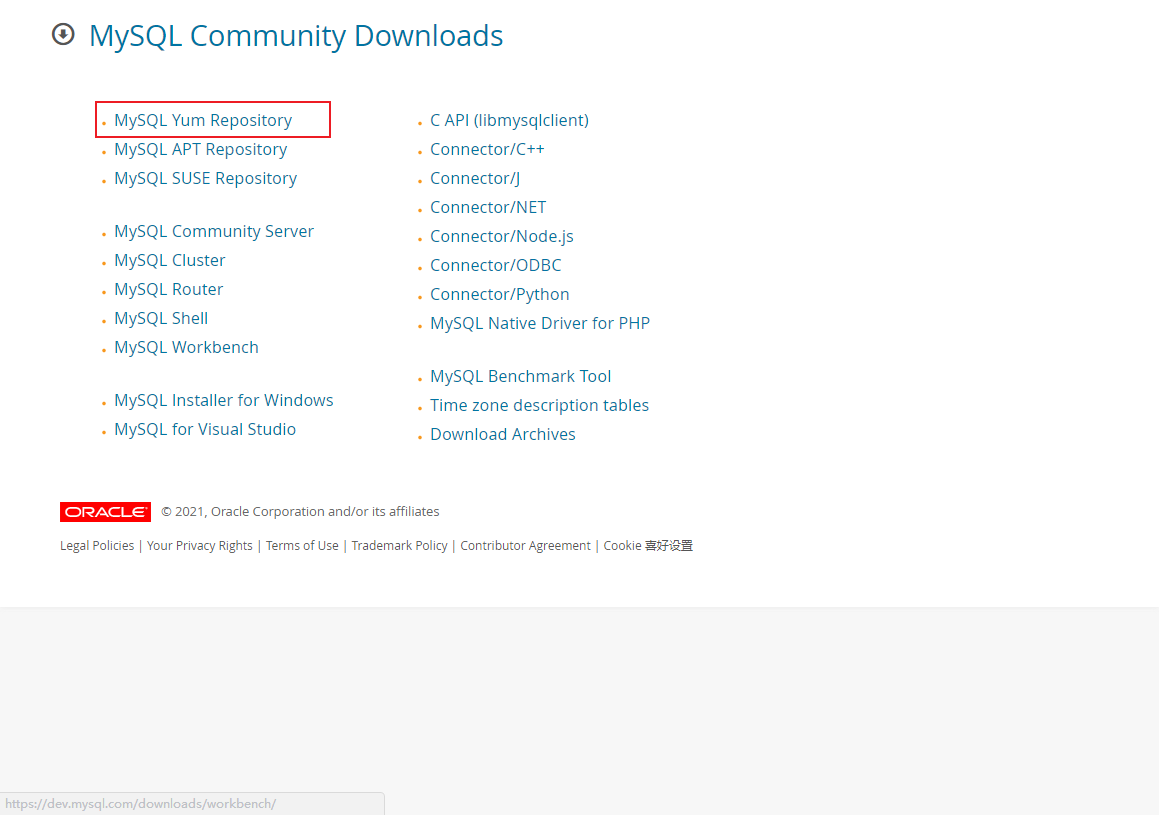 MySQL Community Downloads
MySQL Yum Repository
MySQL APT Repository
MySQL SUSE Repository
MySQL Community Server
MySQL Cluster
MySQL Router
MySQL Shell
MySQL Workbench
MySQL Installer for Windows
MySQL for Visual Studio
C API (libmysqlclient)
Connector/C++
Connector/J
Connector/NET
Connector/Node.js
Connector/ODBC
Connector/Python
MySQL Native Driver for PHP
MySQL Benchmark Tool
Time zone description tables
Download Archives
ORACLE © 2021, Oracle Corporation and/or its affiliates
Legal Policies | Your Privacy Rights | Terms of Use | Trademark Policy | Contributor Agreement | Cookie 喜好设置
https://dev.mysql.com/downloads/workbench/